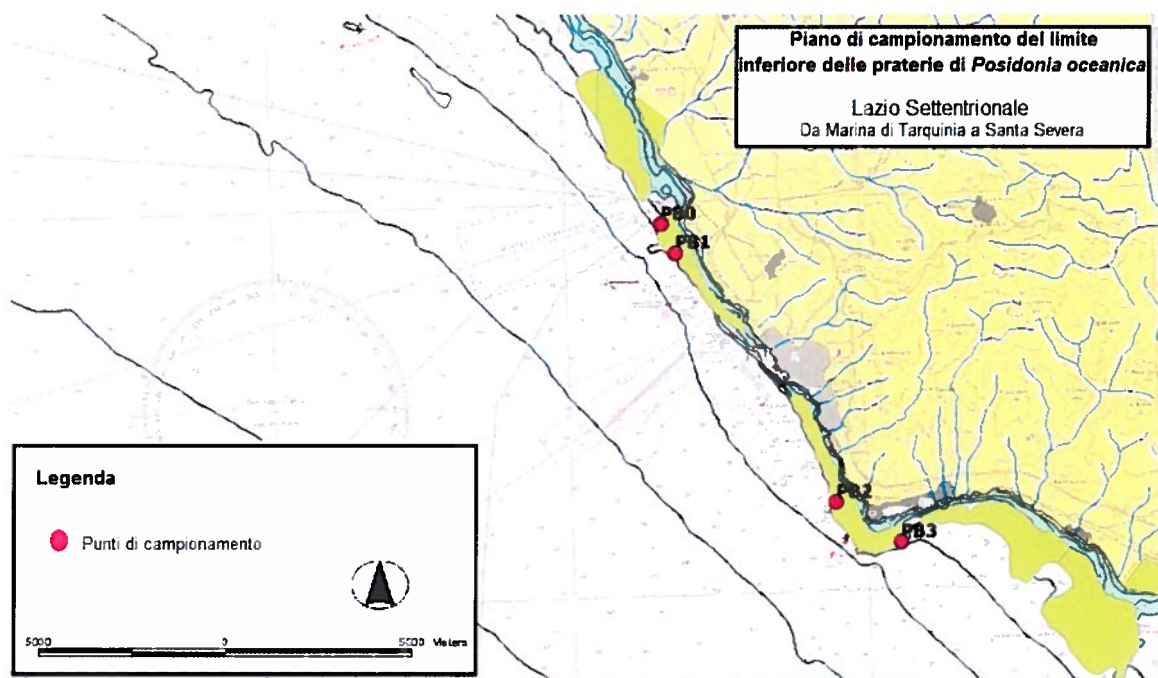 Piano di campionamento del limite
inferiore delle praterie di Posidonia oceanica
Lazio Settentrionale
Da Marina di Tarquinia a Santa Severa
PB0
PB1
PB2
PB3
Legenda
Punti di campionamento
5000 0 5000 Meters